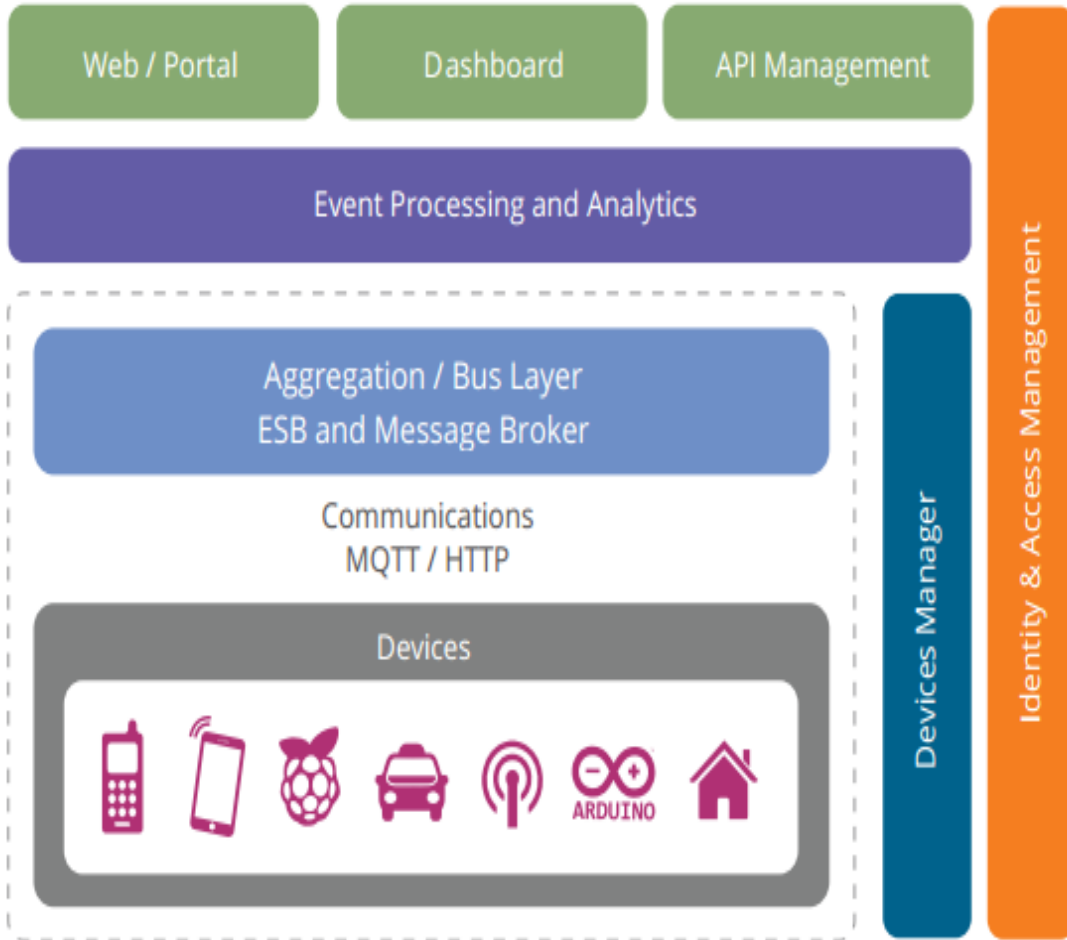 Web / Portal
Dashboard
API Management
Event Processing and Analytics
Aggregation / Bus Layer
ESB and Message Broker
Communications
MQTT / HTTP
Devices
ARDUINO
Devices Manager
Identity & Access Management